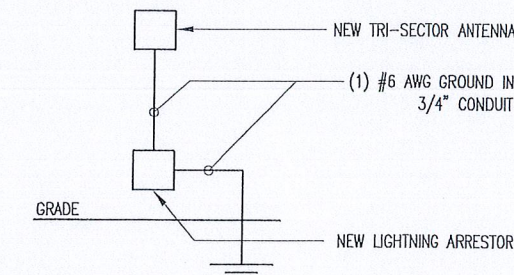 NEW TRI-SECTOR ANTENNA
(1) #6 AWG GROUND IN
3/4" CONDUIT
GRADE
NEW LIGHTNING ARRESTOR